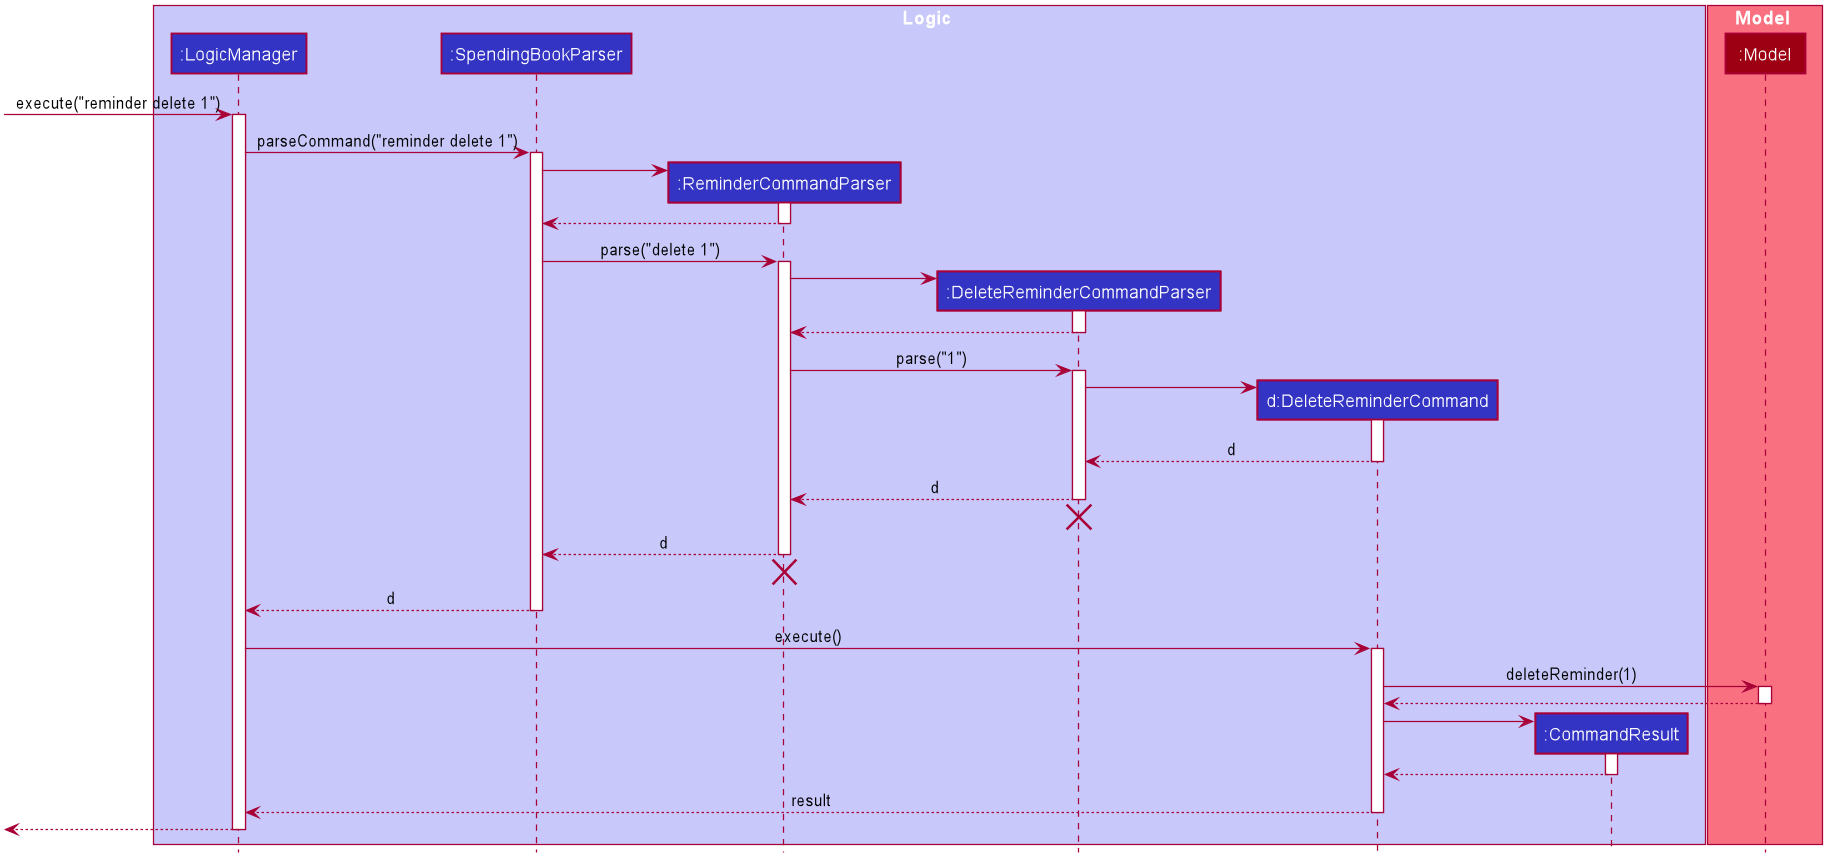 Logic
Model
:LogicManager
:SpendingBookParser
:Model
execute("reminder delete 1")
parseCommand("reminder delete 1")
:ReminderCommandParser
parse("delete 1")
:DeleteReminderCommandParser
parse("1")
d:DeleteReminderCommand
d
d
d
d
execute()
deleteReminder(1)
:CommandResult
result